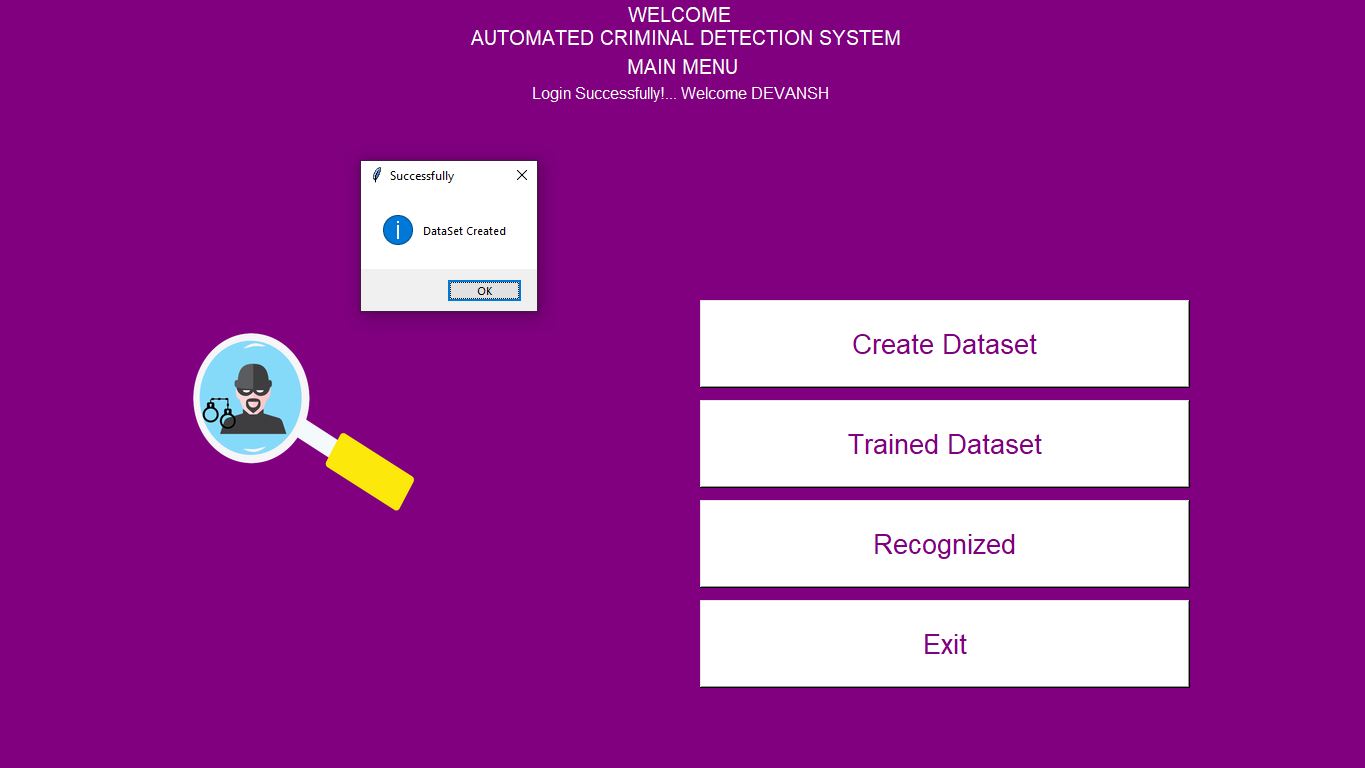 WELCOME
AUTOMATED CRIMINAL DETECTION SYSTEM
MAIN MENU
Login Successfully!... Welcome DEVANSH
Successfully
DataSet Created
OK
Create Dataset
Trained Dataset
Recognized
Exit